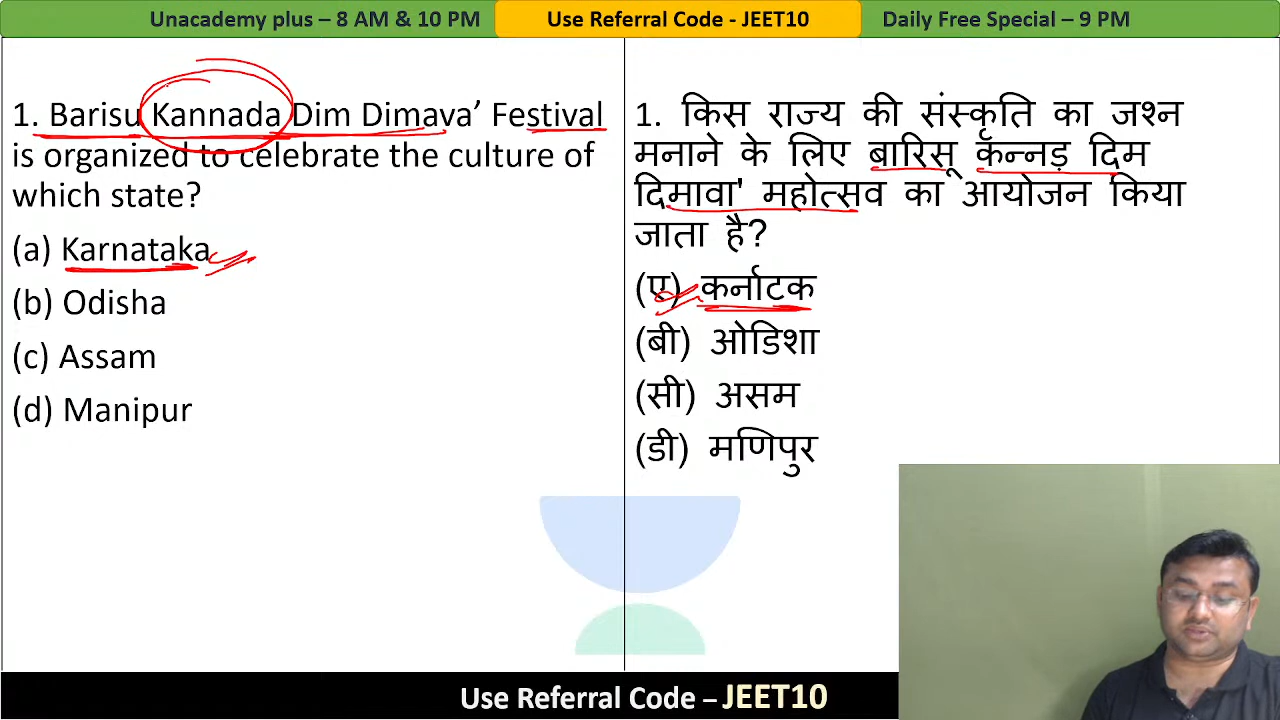 Unacademy plus – 8 AM & 10 PM
Use Referral Code - JEET10
Daily Free Special – 9 PM
1. Barisu Kannada Dim Dimava’ Festival
is organized to celebrate the culture of
which state?
(a) Karnataka
(b) Odisha
(c) Assam
(d) Manipur
1. किस राज्य की संस्कृति का जश्न
मनाने के लिए बारिसू कन्नड़ दिम
दिमावा' महोत्सव का आयोजन किया
जाता है?
(ए) कर्नाटक
(बी) ओडिशा
(सी) असम
(डी) मणिपुर
Use Referral Code – JEET10